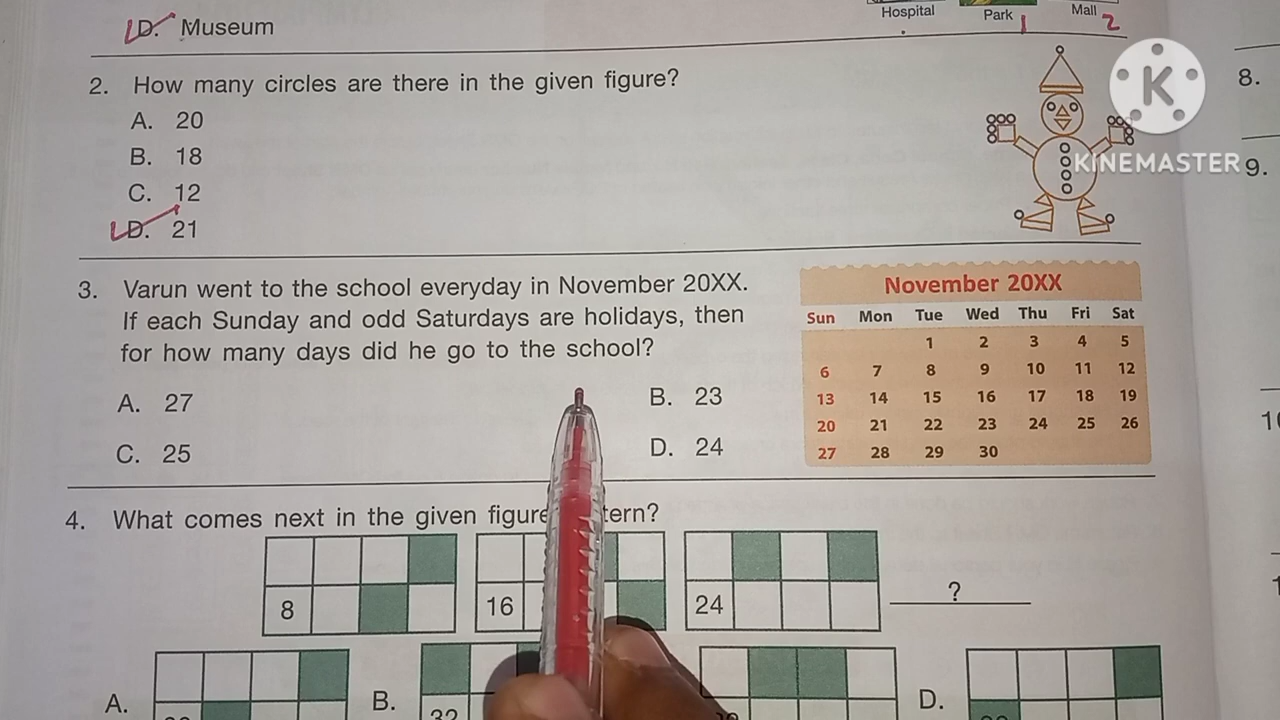 D. Museum
Hospital
Park 1
Mall 2
2. How many circles are there in the given figure?
A. 20
B. 18
C. 12
D. 21
K
KINEMASTER
8.
9.
3. Varun went to the school everyday in November 20XX.
If each Sunday and odd Saturdays are holidays, then
for how many days did he go to the school?
A. 27
B. 23
C. 25
D. 24
November 20XX
Sun Mon Tue Wed Thu Fri Sat
1 2 3 4 5
6 7 8 9 10 11 12
13 14 15 16 17 18 19
20 21 22 23 24 25 26
27 28 29 30
4. What comes next in the given figure tern?
8
16
24
?
A.
B.
32
D.